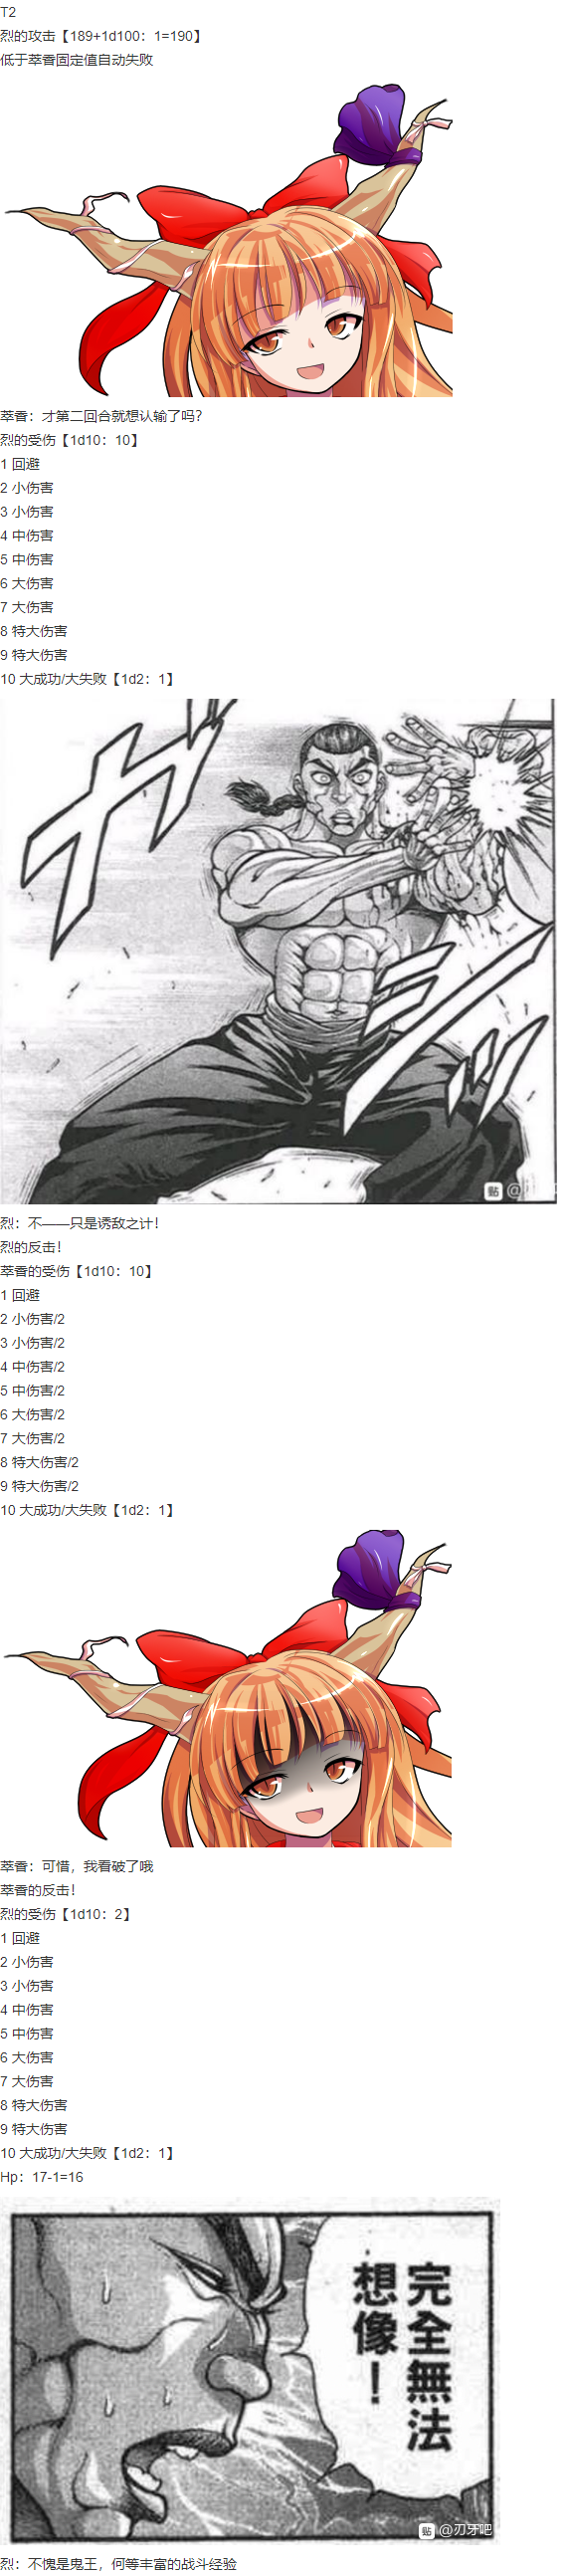 T2
烈的攻击【189+1d100：1=190】
低于萃香固定值自动失败
萃香：才第二回合就想认输了吗？
烈的受伤【1d10：10】
1 回避
2 小伤害
3 小伤害
4 中伤害
5 中伤害
6 大伤害
7 大伤害
8 特大伤害
9 特大伤害
10 大成功/大失败【1d2：1】
贴 @
烈：不——只是诱敌之计！
烈的反击！
萃香的受伤【1d10：10】
1 回避
2 小伤害/2
3 小伤害/2
4 中伤害/2
5 中伤害/2
6 大伤害/2
7 大伤害/2
8 特大伤害/2
9 特大伤害/2
10 大成功/大失败【1d2：1】
萃香：可惜，我看破了哦
萃香的反击！
烈的受伤【1d10：2】
1 回避
2 小伤害
3 小伤害
4 中伤害
5 中伤害
6 大伤害
7 大伤害
8 特大伤害
9 特大伤害
10 大成功/大失败【1d2：1】
Hp：17-1=16
完全無法
想像！
贴 @刃牙吧
烈：不愧是鬼王，何等丰富的战斗经验